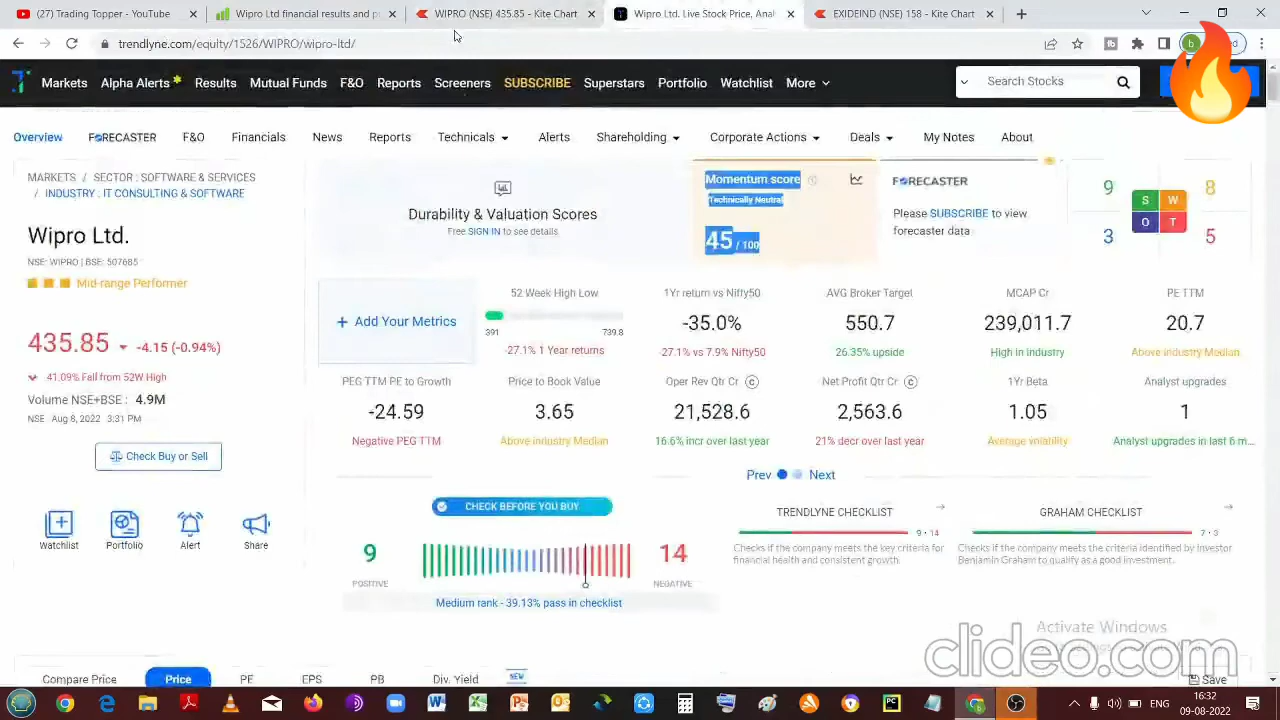 (27) Trading Topper - YouTube
Wipro Ltd financial results and p
WIPRO (NSE) 435.85 - Kite Chart
Wipro Ltd. Live Stock Price, Anal
EXIDEIND (NSE) 158 - Kite Chart
trendlyne.com/equity/1526/WIPRO/wipro-ltd/
Markets Alpha Alerts Results Mutual Funds F&O Reports Screeners SUBSCRIBE Superstars Portfolio Watchlist More Search Stocks
Overview FORECASTER F&O Financials News Reports Technicals Alerts Shareholding Corporate Actions Deals My Notes About
MARKETS / SECTOR : SOFTWARE & SERVICES
/ INDUSTRY : IT CONSULTING & SOFTWARE
Wipro Ltd.
NSE: WIPRO | BSE: 507685
Mid-range Performer
435.85 -4.15 (-0.94%)
41.09% Fall from 52W High
Volume NSE+BSE : 4.9M
NSE Aug 8, 2022 3:31 PM
Check Buy or Sell
Watchlist Portfolio Alert Share
Durability & Valuation Scores
Free SIGN IN to see details
Momentum score
Technically Neutral
45 / 100
FORECASTER
Please SUBSCRIBE to view
forecaster data
9 S W 8
3 O T 5
Add Your Metrics
52 Week High Low
391 739.8
-27.1% 1 Year returns
1Yr return vs Nifty50
-35.0%
-27.1% vs 7.9% Nifty50
AVG Broker Target
550.7
26.35% upside
MCAP Cr
239,011.7
High in industry
PE TTM
20.7
Above industry Median
PEG TTM PE to Growth
-24.59
Negative PEG TTM
Price to Book Value
3.65
Above industry Median
Oper Rev Qtr Cr C
21,528.6
16.6% incr over last year
Net Profit Qtr Cr C
2,563.6
21% decr over last year
1Yr Beta
1.05
Average volatility
Analyst upgrades
1
Analyst upgrades in last 6 m...
Prev Next
CHECK BEFORE YOU BUY
9
POSITIVE
14
NEGATIVE
Medium rank - 39.13% pass in checklist
TRENDLYNE CHECKLIST
9 • 14
Checks if the company meets the key criteria for
financial health and consistent growth.
GRAHAM CHECKLIST
7 • 3
Checks if the company meets the criteria identified by Investor
Benjamin Graham to qualify as a good investment.
Activate Windows
clideo.com
Compare Price Price PE EPS PB Div. Yield NEW
Save
16:32
09-08-2022